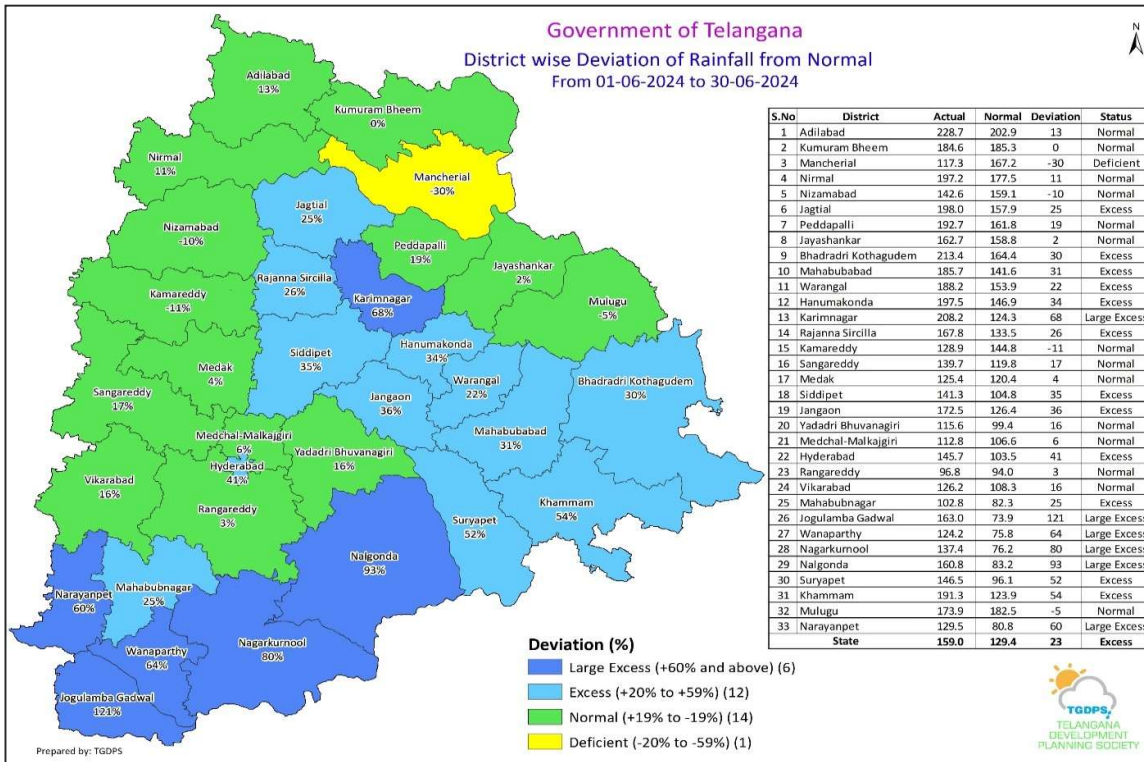 Government of Telangana
District wise Deviation of Rainfall from Normal
From 01-06-2024 to 30-06-2024
N
Adilabad
13%
Kumuram Bheem
0%
Nirmal
11%
Mancherial
-30%
Jagtial
25%
Nizamabad
-10%
Peddapalli
19%
Jayashankar
2%
Rajanna Sircilla
26%
Karimnagar
68%
Kamareddy
-11%
Mulugu
-5%
Hanumakonda
34%
Siddipet
35%
Medak
4%
Warangal
22%
Bhadradri Kothagudem
30%
Sangareddy
17%
Jangaon
36%
Mahabubabad
31%
Medchal-Malkajgiri
6%
Yadadri Bhuvanagiri
16%
Hyderabad
41%
Vikarabad
16%
Rangareddy
3%
Khammam
54%
Suryapet
52%
Nalgonda
93%
Mahabubnagar
25%
Narayanpet
60%
Nagarkurnool
80%
Wanaparthy
64%
Jogulamba Gadwal
121%
S.No District Actual Normal Deviation Status
1 Adilabad 228.7 202.9 13 Normal
2 Kumuram Bheem 184.6 185.3 0 Normal
3 Mancherial 117.3 167.2 -30 Deficient
4 Nirmal 197.2 177.5 11 Normal
5 Nizamabad 142.6 159.1 -10 Normal
6 Jagtial 198.0 157.9 25 Excess
7 Peddapalli 192.7 161.8 19 Normal
8 Jayashankar 162.7 158.8 2 Normal
9 Bhadradri Kothagudem 213.4 164.4 30 Excess
10 Mahabubabad 185.7 141.6 31 Excess
11 Warangal 188.2 153.9 22 Excess
12 Hanumakonda 197.5 146.9 34 Excess
13 Karimnagar 208.2 124.3 68 Large Excess
14 Rajanna Sircilla 167.8 133.5 26 Excess
15 Kamareddy 128.9 144.8 -11 Normal
16 Sangareddy 139.7 119.8 17 Normal
17 Medak 125.4 120.4 4 Normal
18 Siddipet 141.3 104.8 35 Excess
19 Jangaon 172.5 126.4 36 Excess
20 Yadadri Bhuvanagiri 115.6 99.4 16 Normal
21 Medchal-Malkajgiri 112.8 106.6 6 Normal
22 Hyderabad 145.7 103.5 41 Excess
23 Rangareddy 96.8 94.0 3 Normal
24 Vikarabad 126.2 108.3 16 Normal
25 Mahabubnagar 102.8 82.3 25 Excess
26 Jogulamba Gadwal 163.0 73.9 121 Large Excess
27 Wanaparthy 124.2 75.8 64 Large Excess
28 Nagarkurnool 137.4 76.2 80 Large Excess
29 Nalgonda 160.8 83.2 93 Large Excess
30 Suryapet 146.5 96.1 52 Excess
31 Khammam 191.3 123.9 54 Excess
32 Mulugu 173.9 182.5 -5 Normal
33 Narayanpet 129.5 80.8 60 Large Excess
State 159.0 129.4 23 Excess
Deviation (%)
Large Excess (+60% and above) (6)
Excess (+20% to +59%) (12)
Normal (+19% to -19%) (14)
Deficient (-20% to -59%) (1)
TGDPS
TELANGANA
DEVELOPMENT
PLANNING SOCIETY
Prepared by: TGDPS